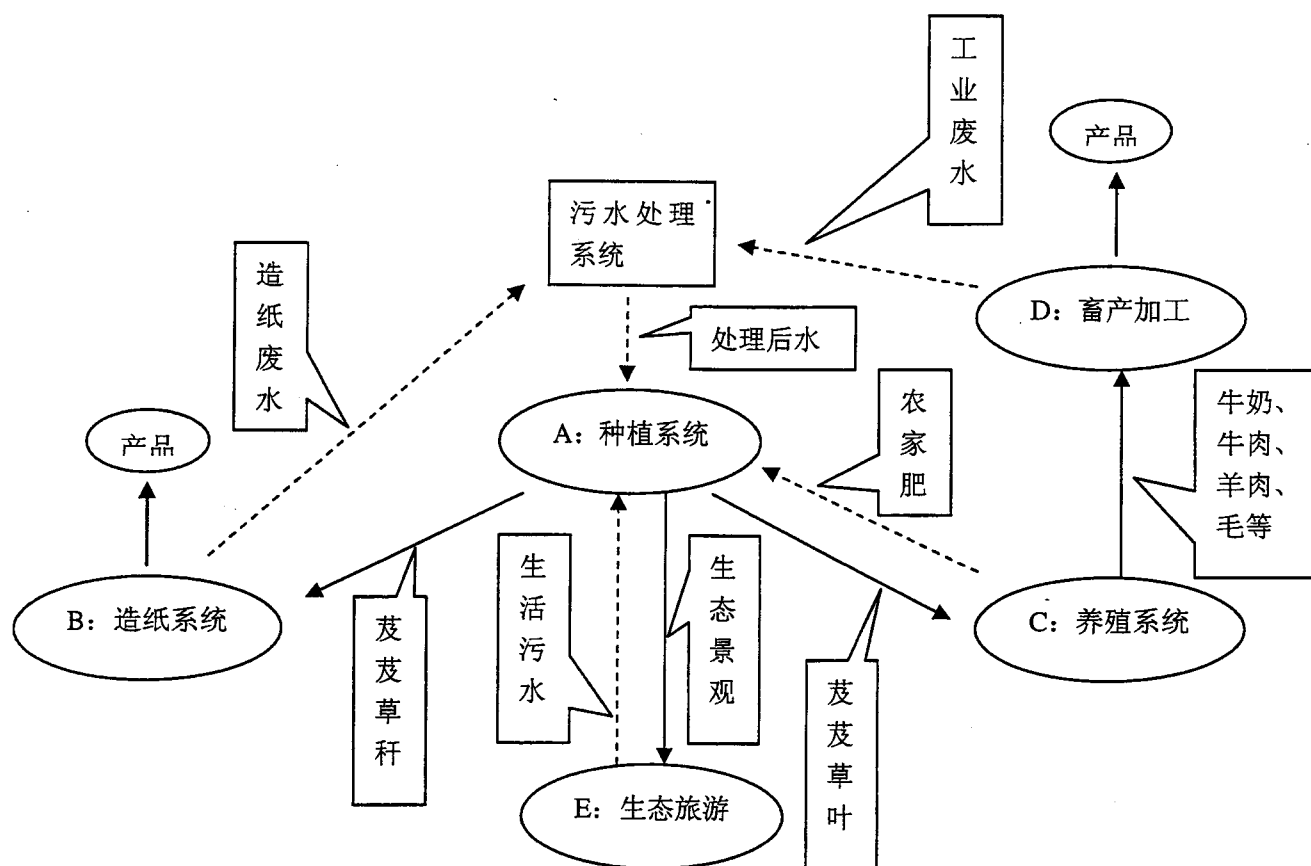 工业废水
产品
污水处理
系统
造纸废水
D：畜产加工
处理后水
农家肥
牛奶、
牛肉、
羊肉、
毛等
产品
A：种植系统
生活污水
生态景观
B：造纸系统
芨芨草秆
C：养殖系统
芨芨草叶
E：生态旅游